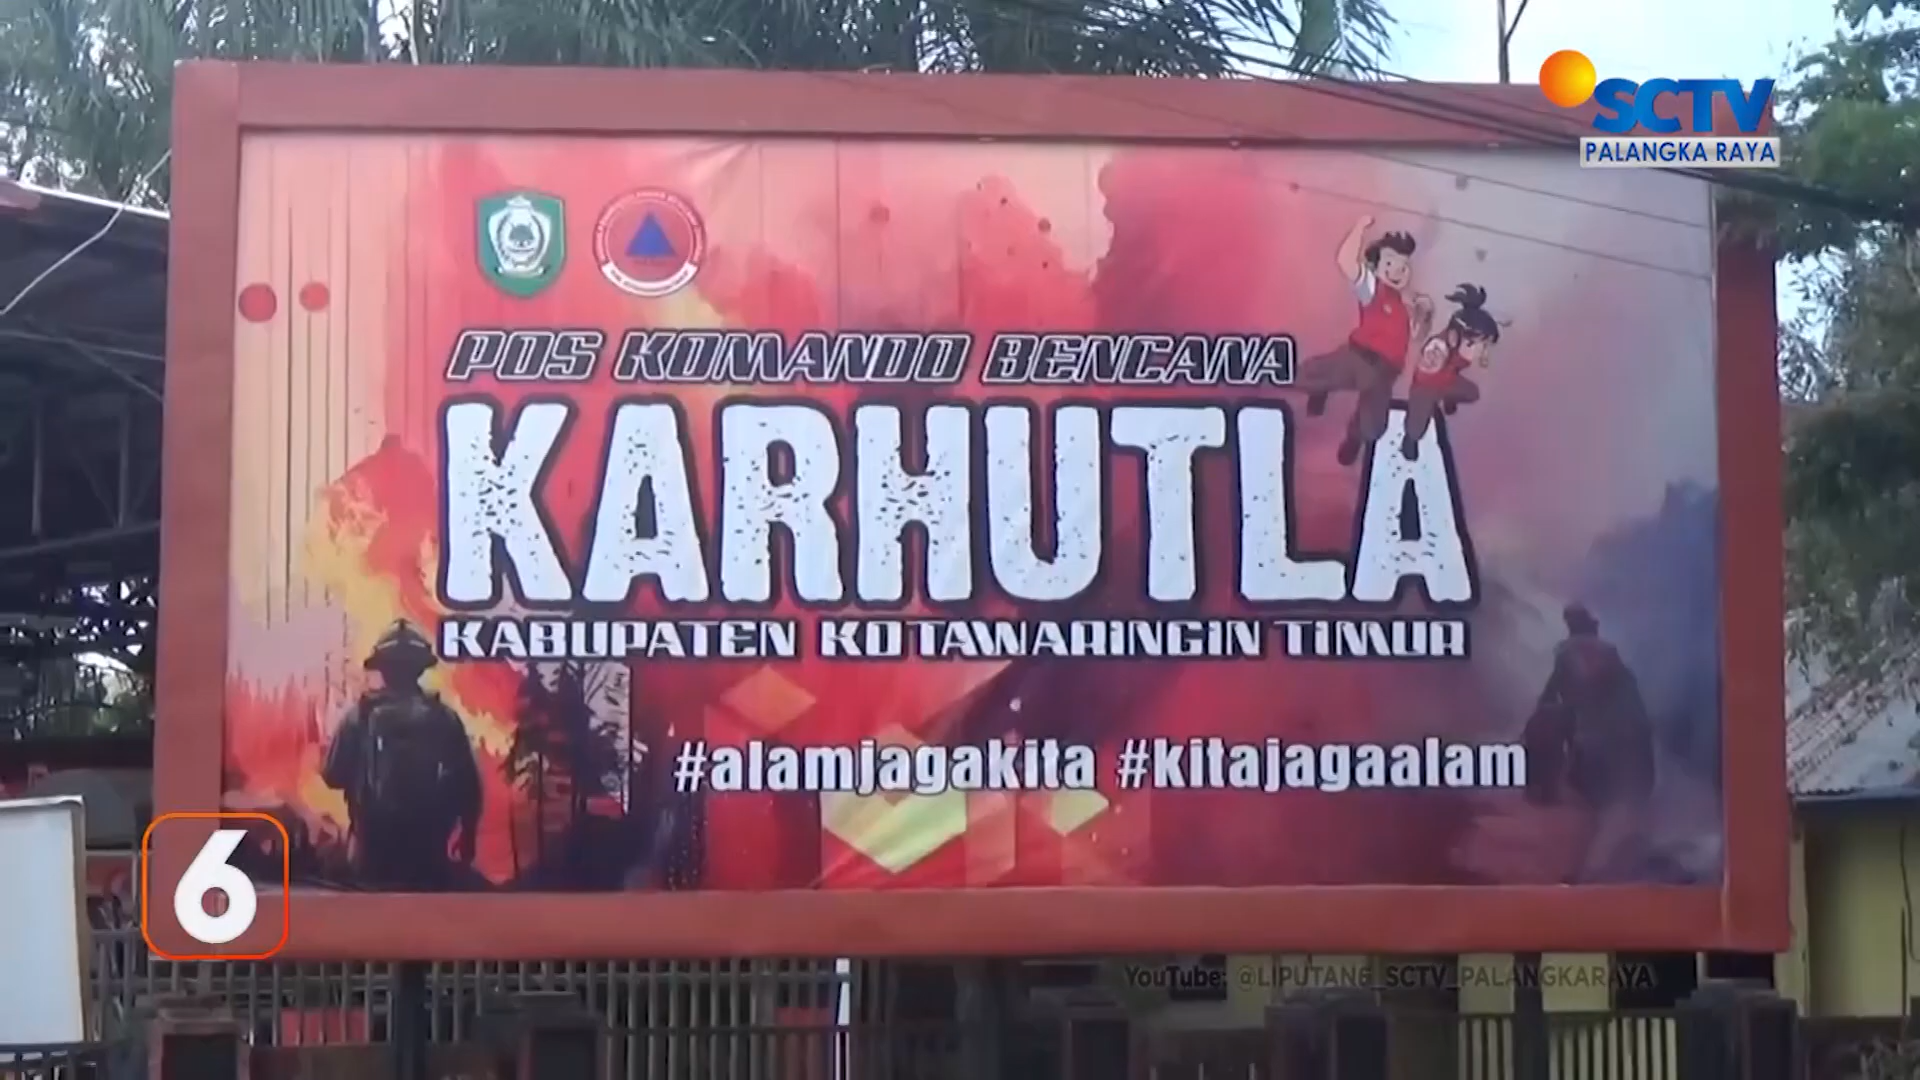 SCTV
PALANGKA RAYA
POS KOMANDO BENCANA
KARHUTLA
KABUPATEN KOTAWARINGIN TIMUR
#alamjagakita #kitajagaalam
6
YouTube: @LIPUTAN6_SCTV_PALANGKARAYA